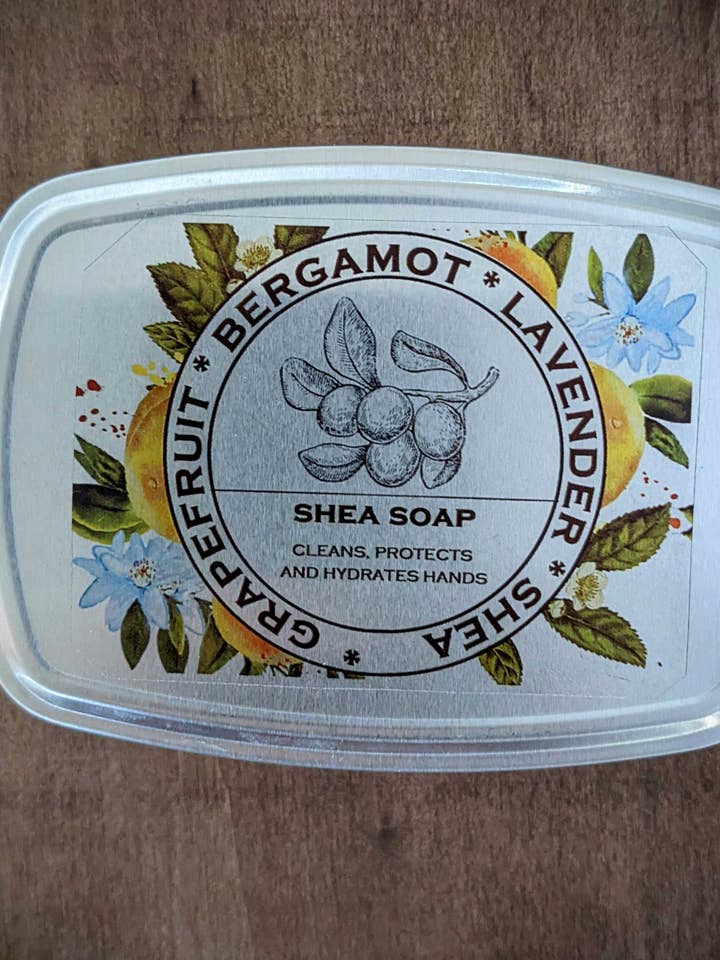 GRAPEFRUIT * BERGAMOT * LAVENDER * SHEA *
SHEA SOAP
CLEANS, PROTECTS
AND HYDRATES HANDS